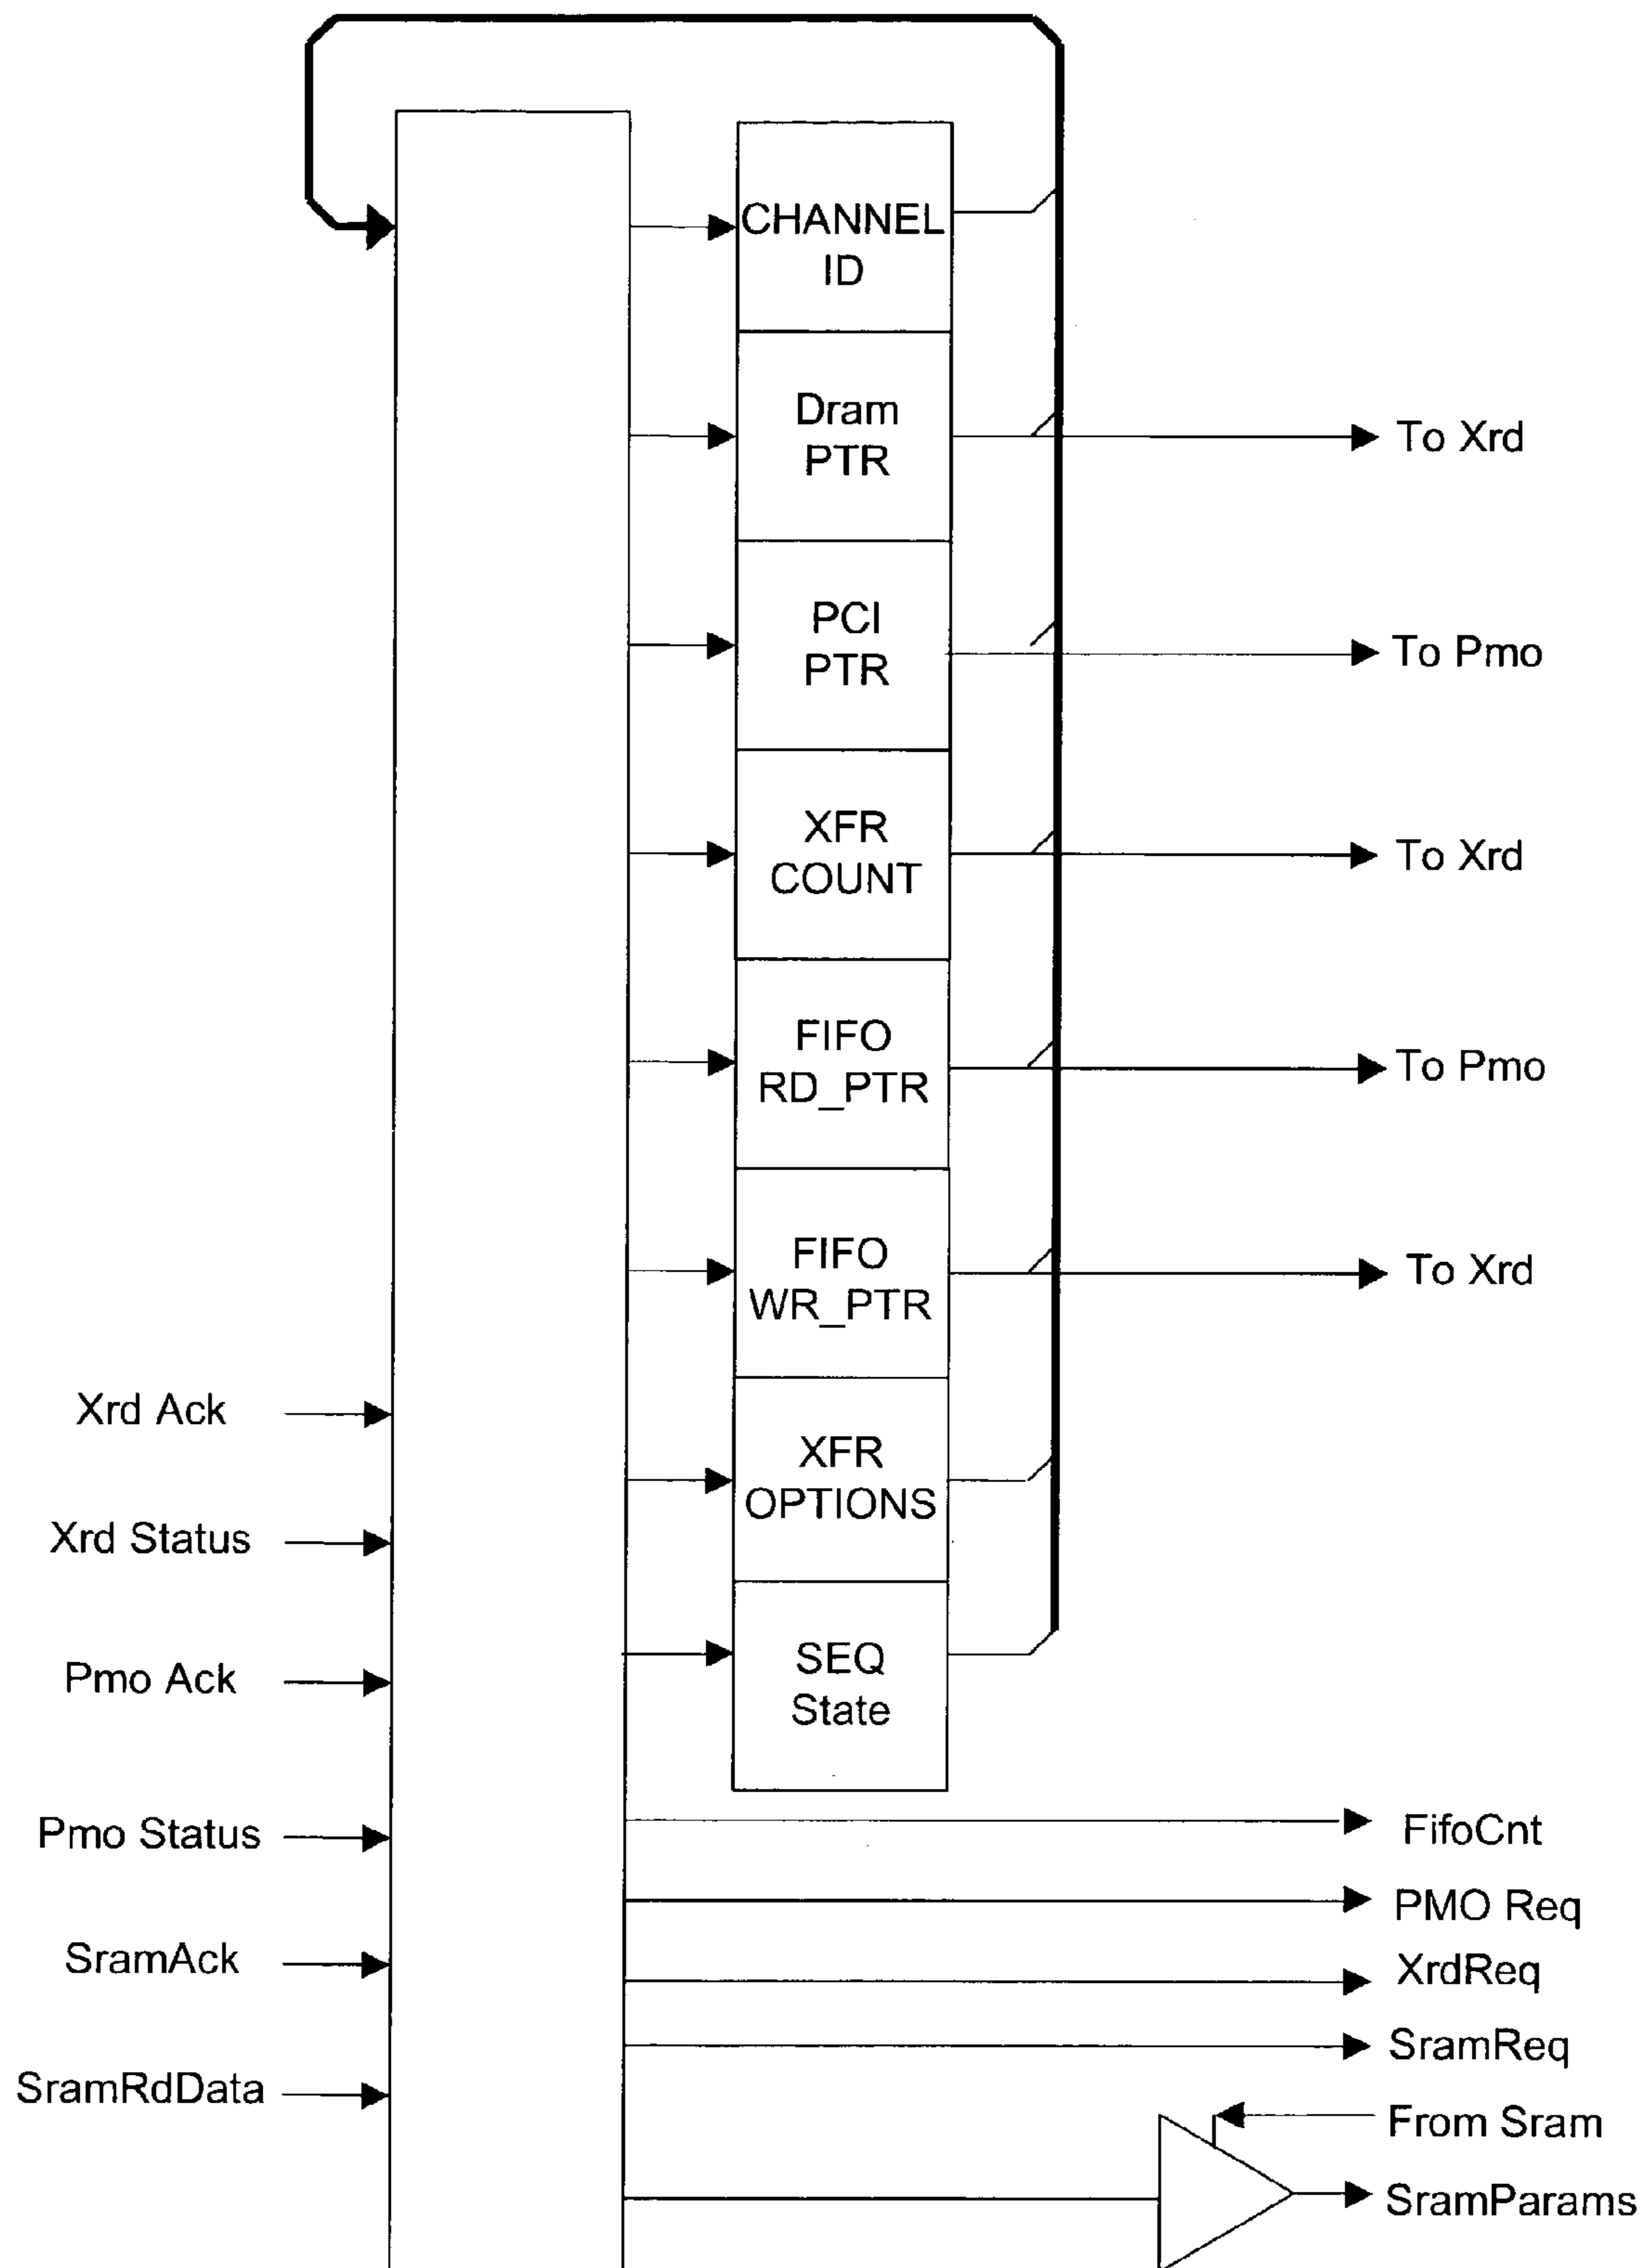 CHANNEL
ID
Dram
PTR
To Xrd
PCI
PTR
To Pmo
XFR
COUNT
To Xrd
FIFO
RD_PTR
To Pmo
FIFO
WR_PTR
To Xrd
XFR
OPTIONS
SEQ
State
Xrd Ack
Xrd Status
Pmo Ack
Pmo Status
SramAck
SramRdData
FifoCnt
PMO Req
XrdReq
SramReq
From Sram
SramParams